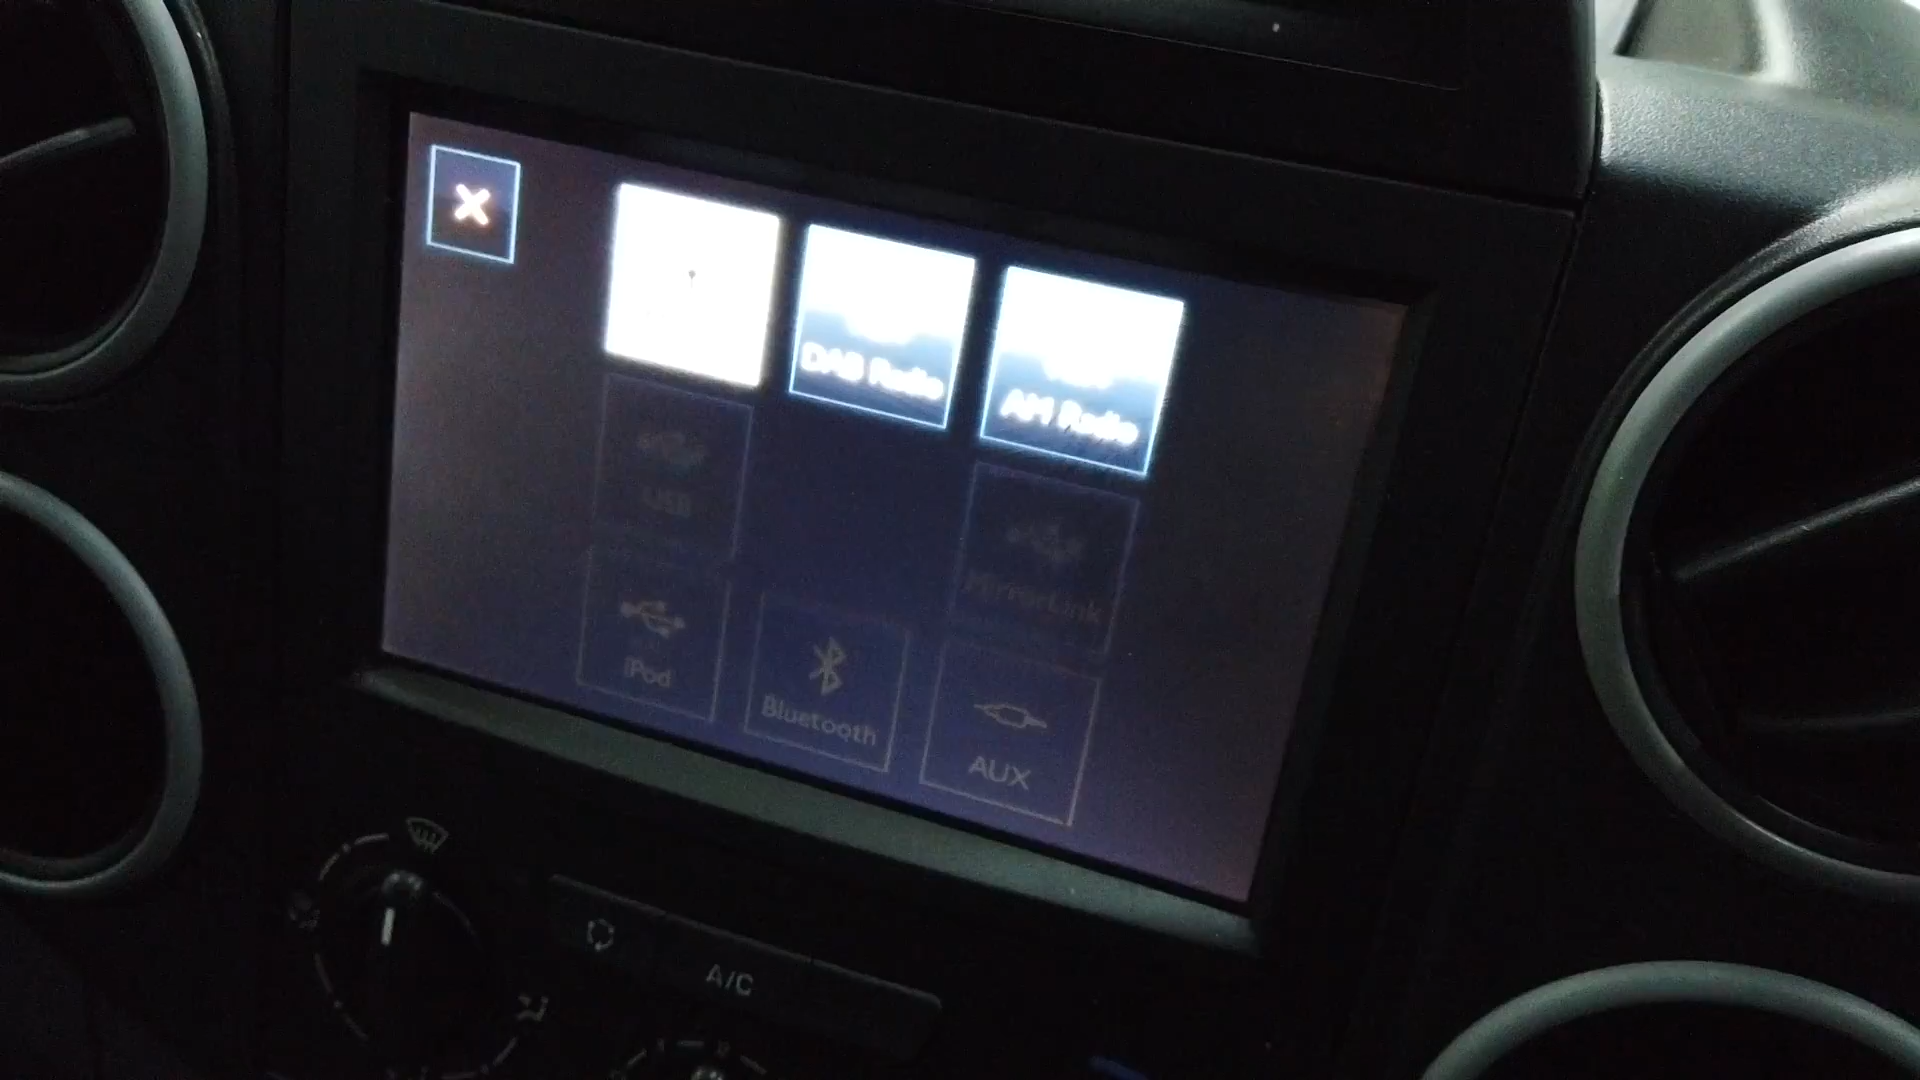 DAB Radio
AM Radio
USB
MirrorLink
iPod
Bluetooth
AUX
A/C